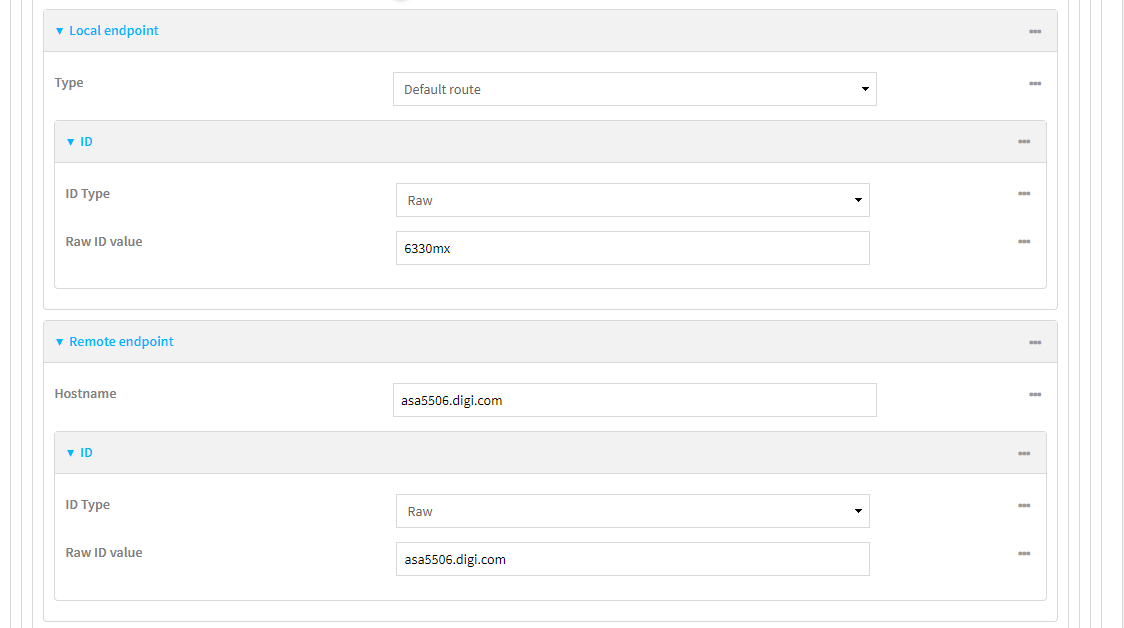 Local endpoint
Type
Default route
ID
ID Type
Raw
Raw ID value
6330mx
Remote endpoint
Hostname
asa5506.digi.com
ID
ID Type
Raw
Raw ID value
asa5506.digi.com